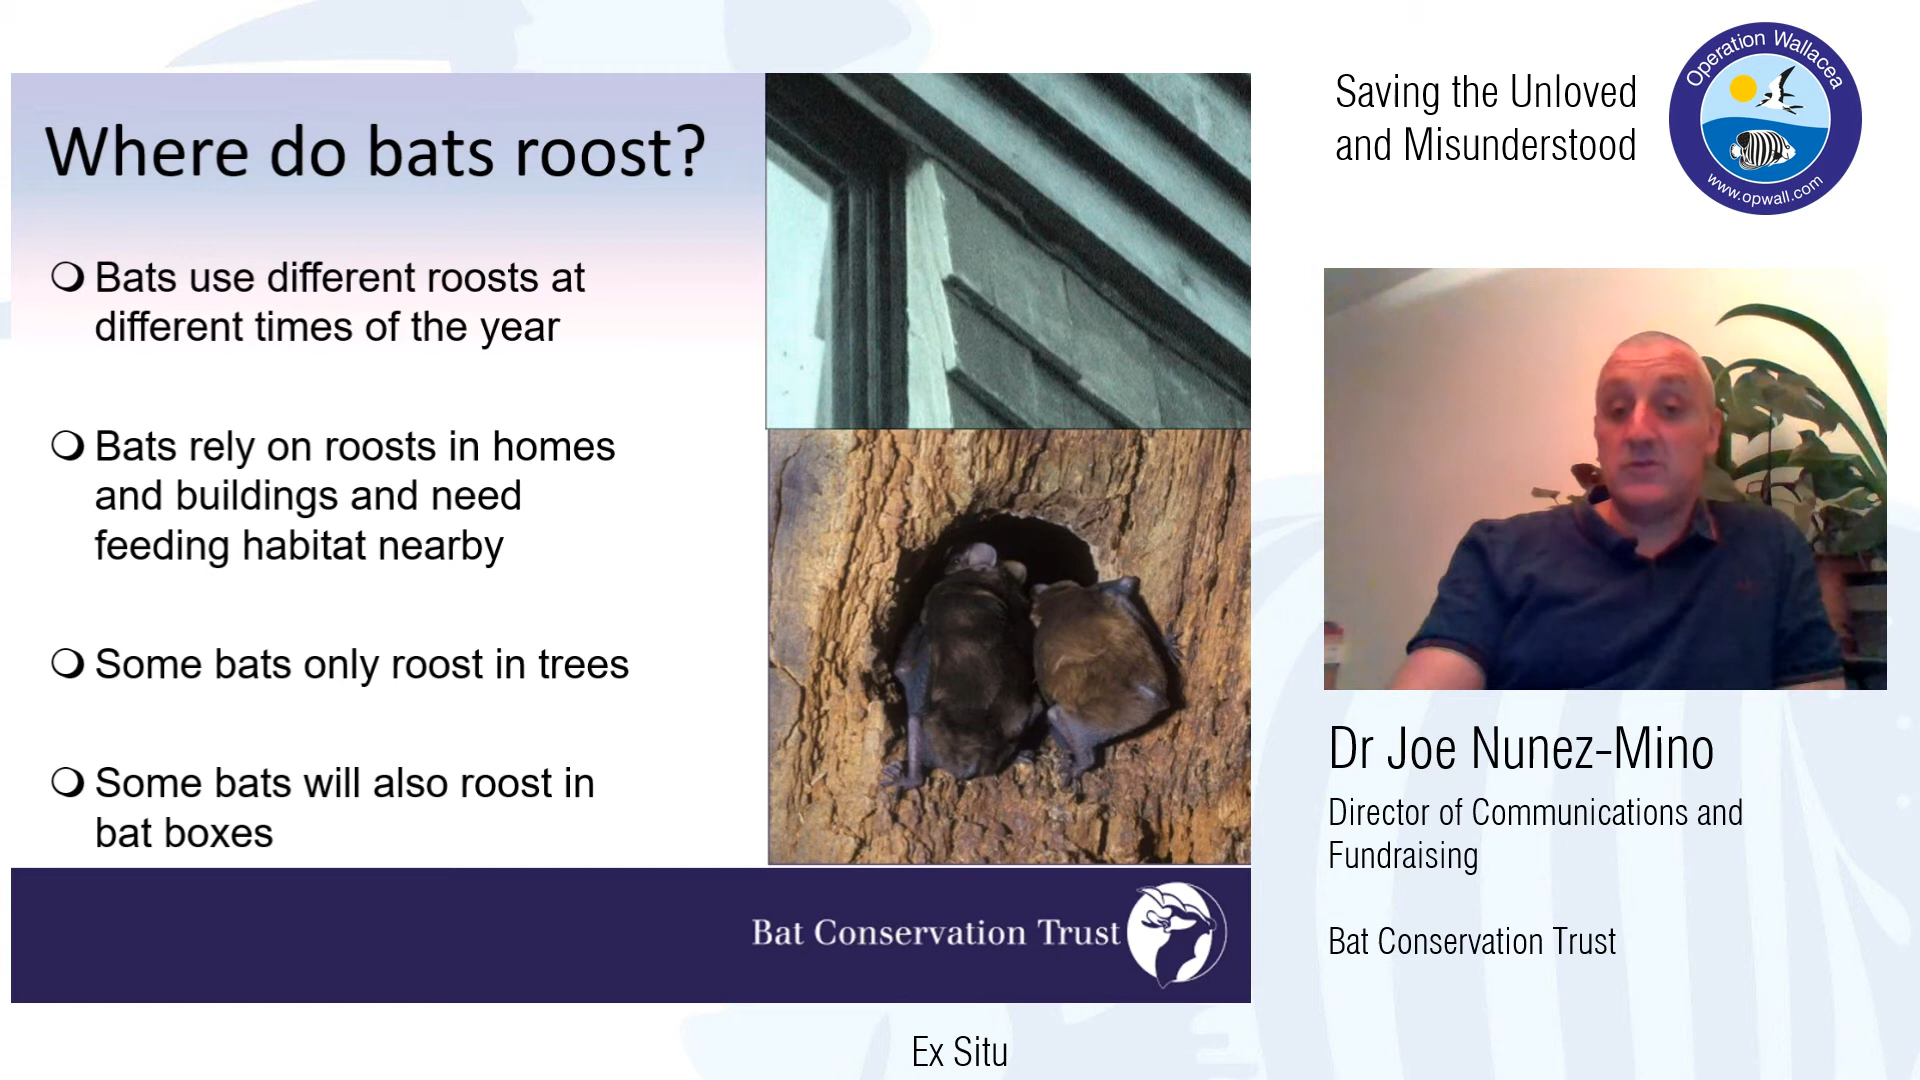 Where do bats roost?
Bats use different roosts at
different times of the year
Bats rely on roosts in homes
and buildings and need
feeding habitat nearby
Some bats only roost in trees
Some bats will also roost in
bat boxes
Bat Conservation Trust
Saving the Unloved
and Misunderstood
Operation Wallacea
www.opwall.com
Dr Joe Nunez-Mino
Director of Communications and
Fundraising
Bat Conservation Trust
Ex Situ